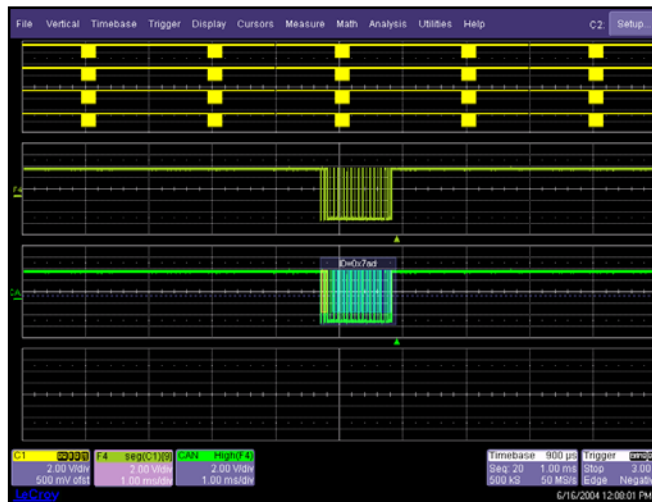 File Vertical Timebase Trigger Display Cursors Measure Math Analysis Utilities Help C2: Setup...
F4
ID=0x7ad
C1
2.00 V/div
500 mV ofst
F4 seg(C1)[9]
2.00 V/div
1.00 ms/div
CAN High(F4)
2.00 V/div
1.00 ms/div
Timebase 900 µs
Seq: 20 1.00 ms
500 kS 50 MS/s
Trigger
Stop 3.00
Edge Negativ
LeCroy
6/16/2004 12:08:01 PM